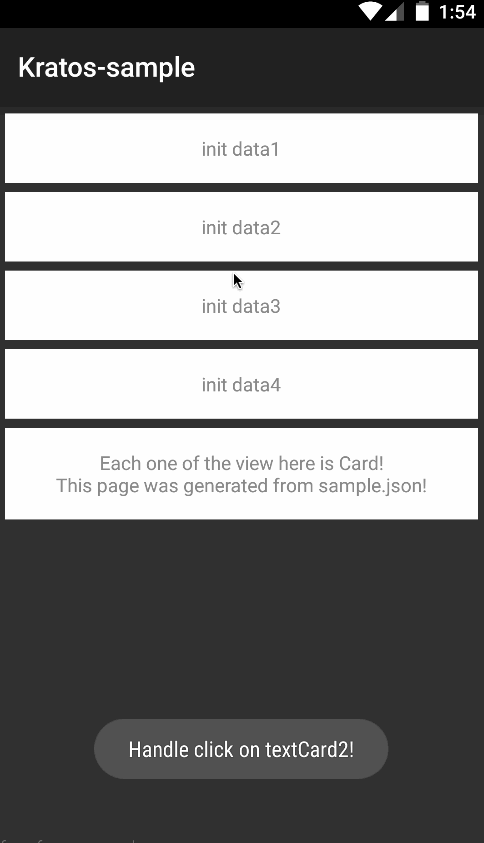 1:54
Kratos-sample
init data1
init data2
init data3
init data4
Each one of the view here is Card!
This page was generated from sample.json!
Handle click on textCard2!